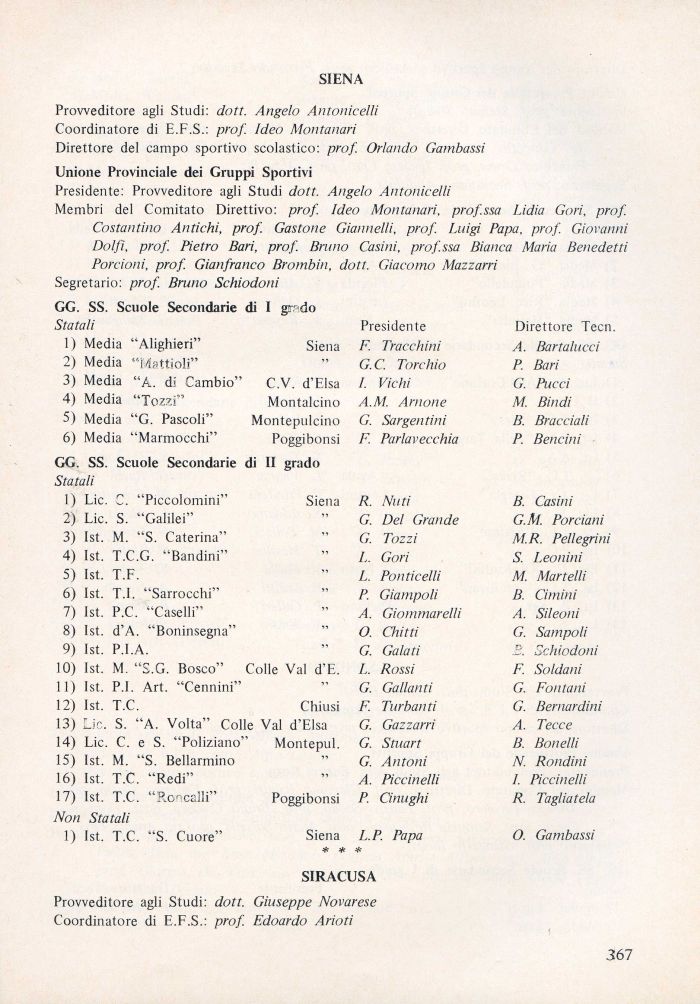 SIENA
Provveditore agli Studi: dott. Angelo Antonicelli
Coordinatore di E.F.S.: prof. Ideo Montanari
Direttore del campo sportivo scolastico: prof. Orlando Gambassi
Unione Provinciale dei Gruppi Sportivi
Presidente: Provveditore agli Studi dott. Angelo Antonicelli
Membri del Comitato Direttivo: prof. Ideo Montanari, prof.ssa Lidia Gori, prof.
Costantino Antichi, prof. Gastone Giannelli, prof. Luigi Papa, prof. Giovanni
Dolfi, prof. Pietro Bari, prof. Bruno Casini, prof.ssa Bianca Maria Benedetti
Porcioni, prof. Gianfranco Brombin, dott. Giacomo Mazzarri
Segretario: prof. Bruno Schiodoni
GG. SS. Scuole Secondarie di I grado
Statali Presidente Direttore Tecn.
1) Media “Alighieri” Siena F. Tracchini A. Bartalucci
2) Media “Mattioli” ” G.C. Torchio P. Bari
3) Media “A. di Cambio” C.V. d'Elsa I. Vichi G. Pucci
4) Media “Tozzi” Montalcino A.M. Arnone M. Bindi
5) Media “G. Pascoli” Montepulcino G. Sargentini B. Bracciali
6) Media “Marmocchi” Poggibonsi F. Parlavecchia P. Bencini
GG. SS. Scuole Secondarie di II grado
Statali
1) Lic. C. “Piccolomini” Siena R. Nuti B. Casini
2) Lic. S. “Galilei” ” G. Del Grande G.M. Porciani
3) Ist. M. “S. Caterina” ” G. Tozzi M.R. Pellegrini
4) Ist. T.C.G. “Bandini” ” L. Gori S. Leonini
5) Ist. T.F. ” L. Ponticelli M. Martelli
6) Ist. T.I. “Sarrocchi” ” P. Giampoli B. Cimini
7) Ist. P.C. “Caselli” ” A. Giommarelli A. Sileoni
8) Ist. d'A. “Boninsegna” ” O. Chitti G. Sampoli
9) Ist. P.I.A. ” G. Galati B. Schiodoni
10) Ist. M. “S.G. Bosco” Colle Val d'E. L. Rossi F. Soldani
11) Ist. P.I. Art. “Cennini” ” G. Gallanti G. Fontani
12) Ist. T.C. Chiusi F. Turbanti G. Bernardini
13) Lic. S. “A. Volta” Colle Val d'Elsa G. Gazzarri A. Tecce
14) Lic. C. e S. “Poliziano” Montepul. G. Stuart B. Bonelli
15) Ist. M. “S. Bellarmino ” G. Antoni N. Rondini
16) Ist. T.C. “Redi” ” A. Piccinelli I. Piccinelli
17) Ist. T.C. “Roncalli” Poggibonsi P. Cinughi R. Tagliatela
Non Statali
1) Ist. T.C. “S. Cuore” Siena L.P. Papa O. Gambassi
* * *
SIRACUSA
Provveditore agli Studi: dott. Giuseppe Novarese
Coordinatore di E.F.S.: prof. Edoardo Arioti
367